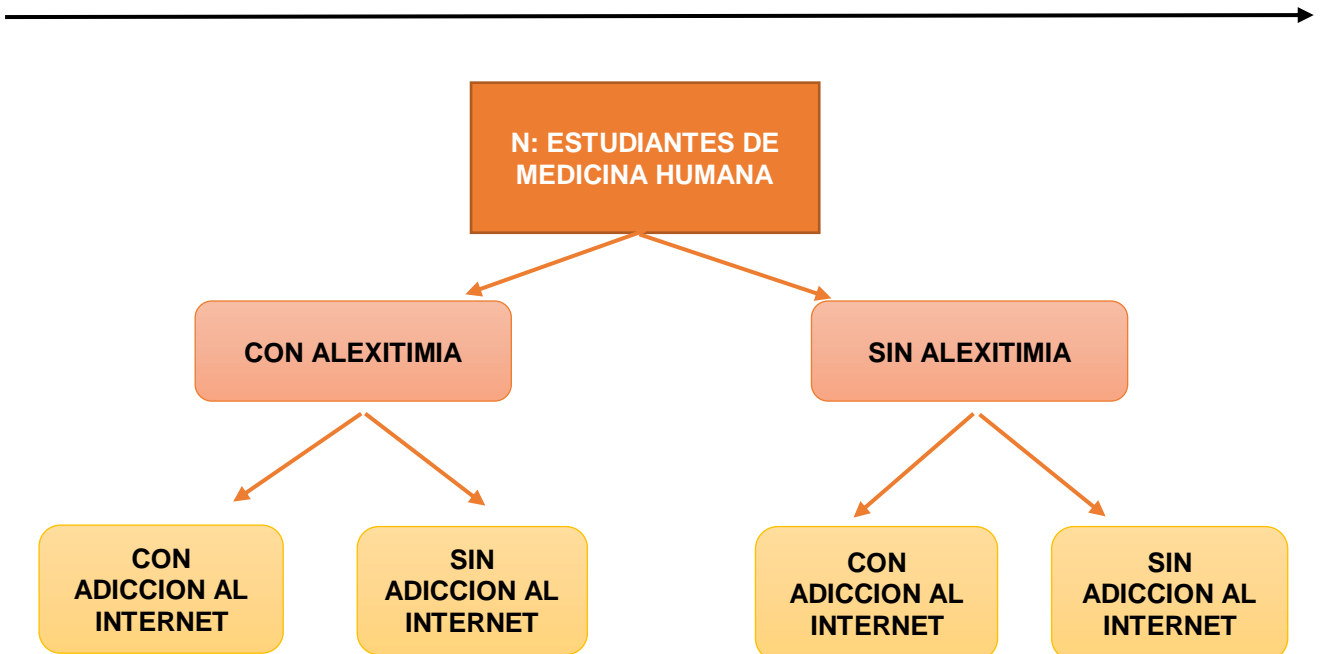 N: ESTUDIANTES DE
MEDICINA HUMANA
CON ALEXITIMIA
SIN ALEXITIMIA
CON
ADICCION AL
INTERNET
SIN
ADICCION AL
INTERNET
CON
ADICCION AL
INTERNET
SIN
ADICCION AL
INTERNET